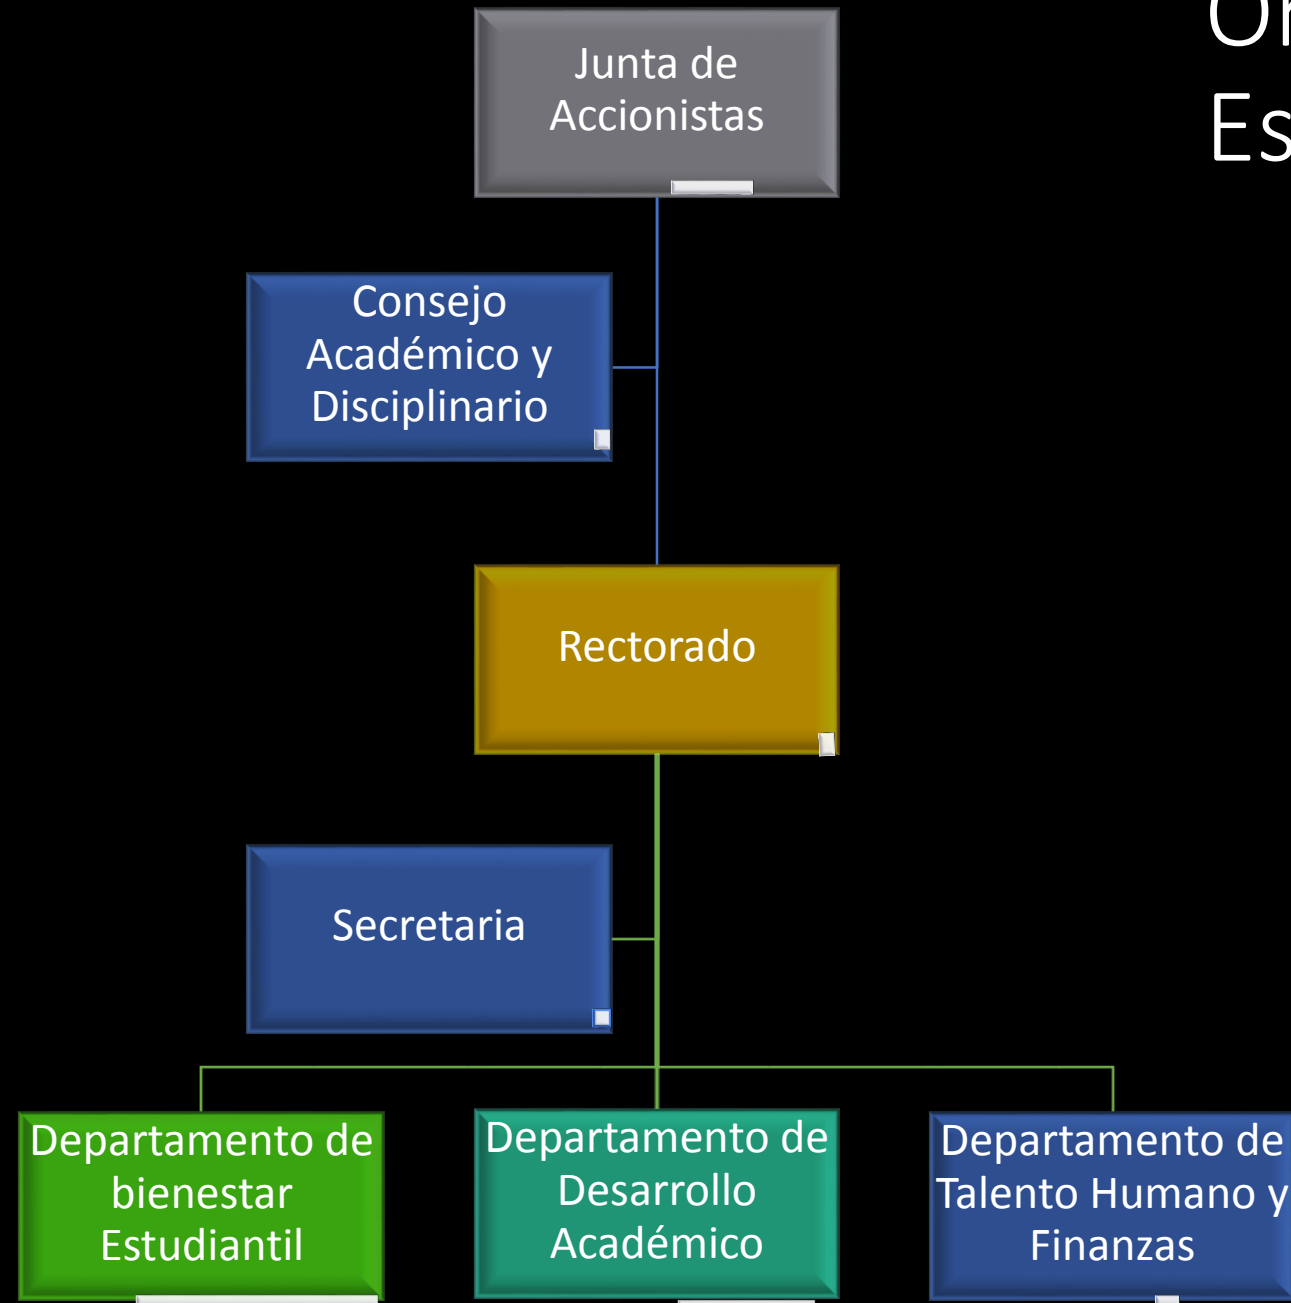 Junta de
Accionistas
Consejo
Académico y
Disciplinario
Rectorado
Secretaria
Departamento de
bienestar
Estudiantil
Departamento de
Desarrollo
Académico
Departamento de
Talento Humano y
Finanzas